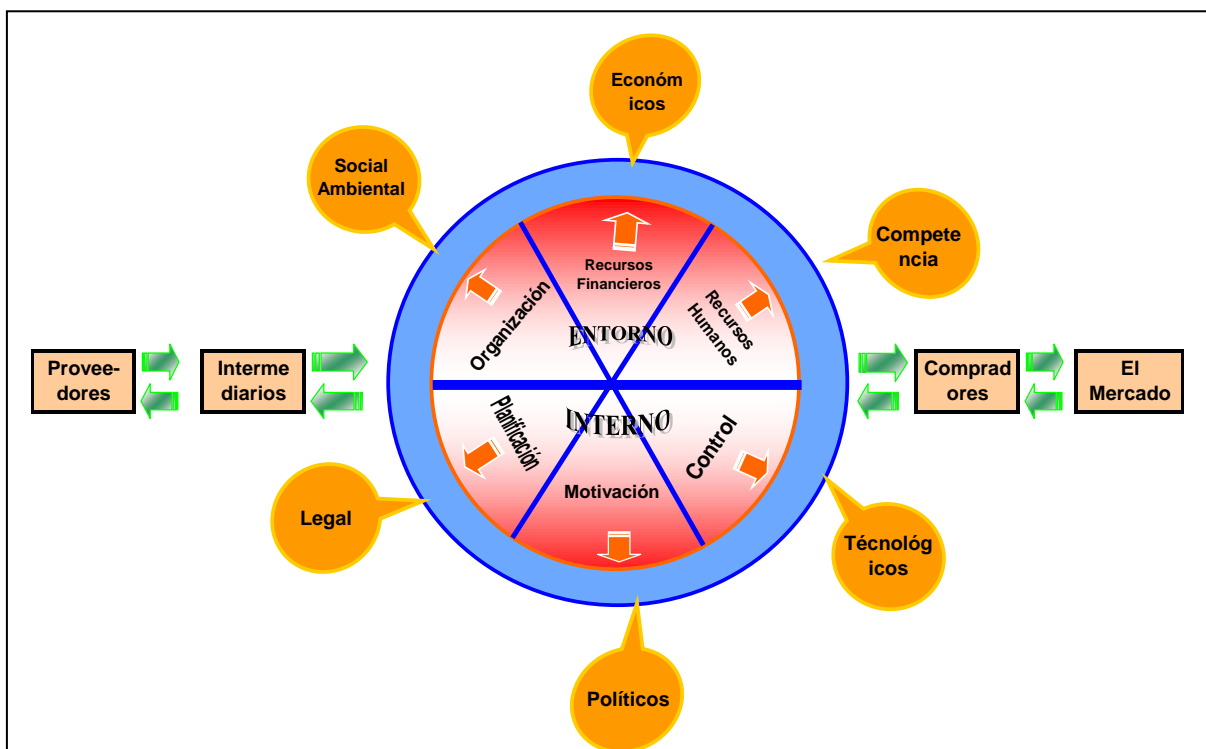 Económ
icos
Social
Ambiental
Compete
ncia
Recursos
Financieros
Organización
Recursos
Humanos
ENTORNO
Provee-
dores
Interme
diarios
Comprad
ores
El
Mercado
INTERNO
Planificación
Control
Motivación
Legal
Técnológ
icos
Políticos